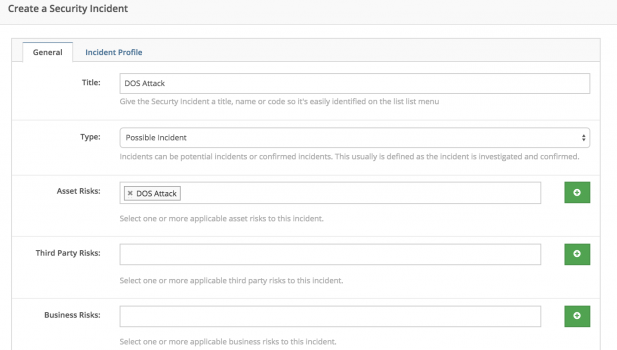 Create a Security Incident
General
Incident Profile
Title:
DOS Attack
Give the Securty Incident a title, name or code so it's easily identified on the list list menu
Type:
Possible Incident
Incidents can be potential incidents or confirmed incidents. This usually is defined as the incident is investigated and confirmed.
Asset Risks:
× DOS Attack
Select one or more applicable asset risks to this incident.
Third Party Risks:
Select one or more applicable third party risks to this incident.
Business Risks:
Select one or more applicable business risks to this incident,